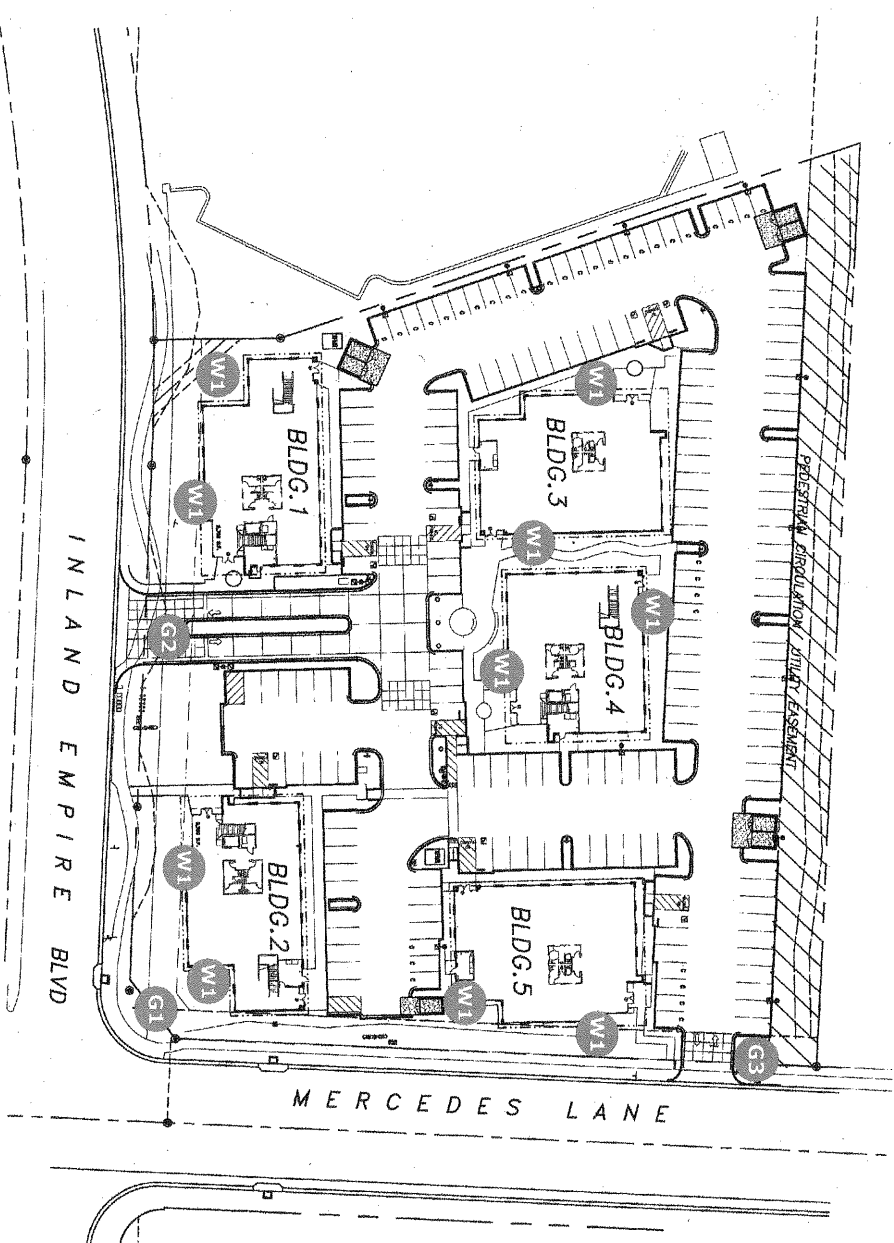 PEDESTRIAN CIRCULATION/ UTILITY EASEMENT
W1
BLDG.1
W1
W1
BLDG.3
W1
W1
BLDG.4
W1
G2
W1
BLDG.2
W1
G1
BLDG.5
W1
W1
G3
INLAND EMPIRE BLVD
MERCEDES LANE